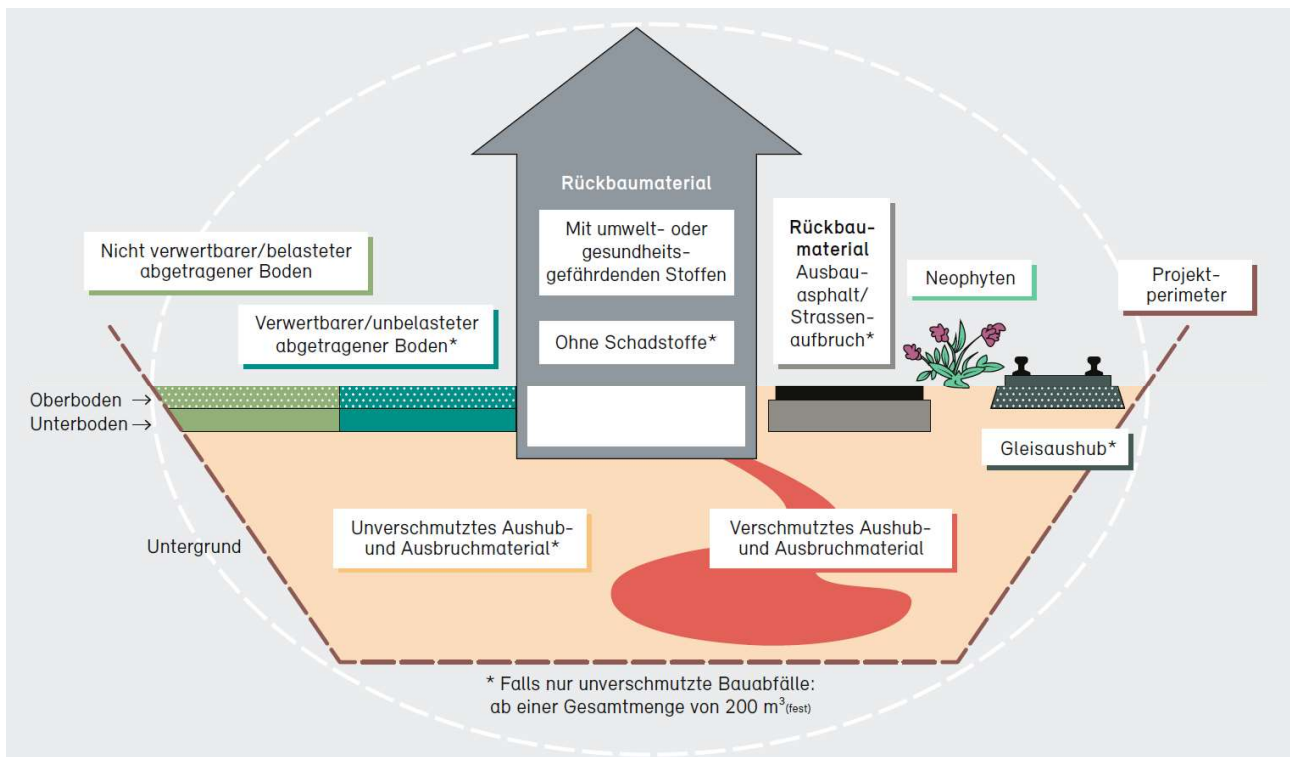 Rückbaumaterial
Mit umwelt- oder
gesundheits-
gefährdenden Stoffen
Ohne Schadstoffe*
Rückbau-
material
Ausbau-
asphalt/
Strassen-
aufbruch*
Neophyten
Projekt-
perimeter
Nicht verwertbarer/belasteter
abgetragener Boden
Verwertbarer/unbelasteter
abgetragener Boden*
Oberboden →
Unterboden →
Gleisaushub*
Untergrund
Unverschmutztes Aushub-
und Ausbruchmaterial*
Verschmutztes Aushub-
und Ausbruchmaterial
* Falls nur unverschmutzte Bauabfälle:
ab einer Gesamtmenge von 200 m³(fest)